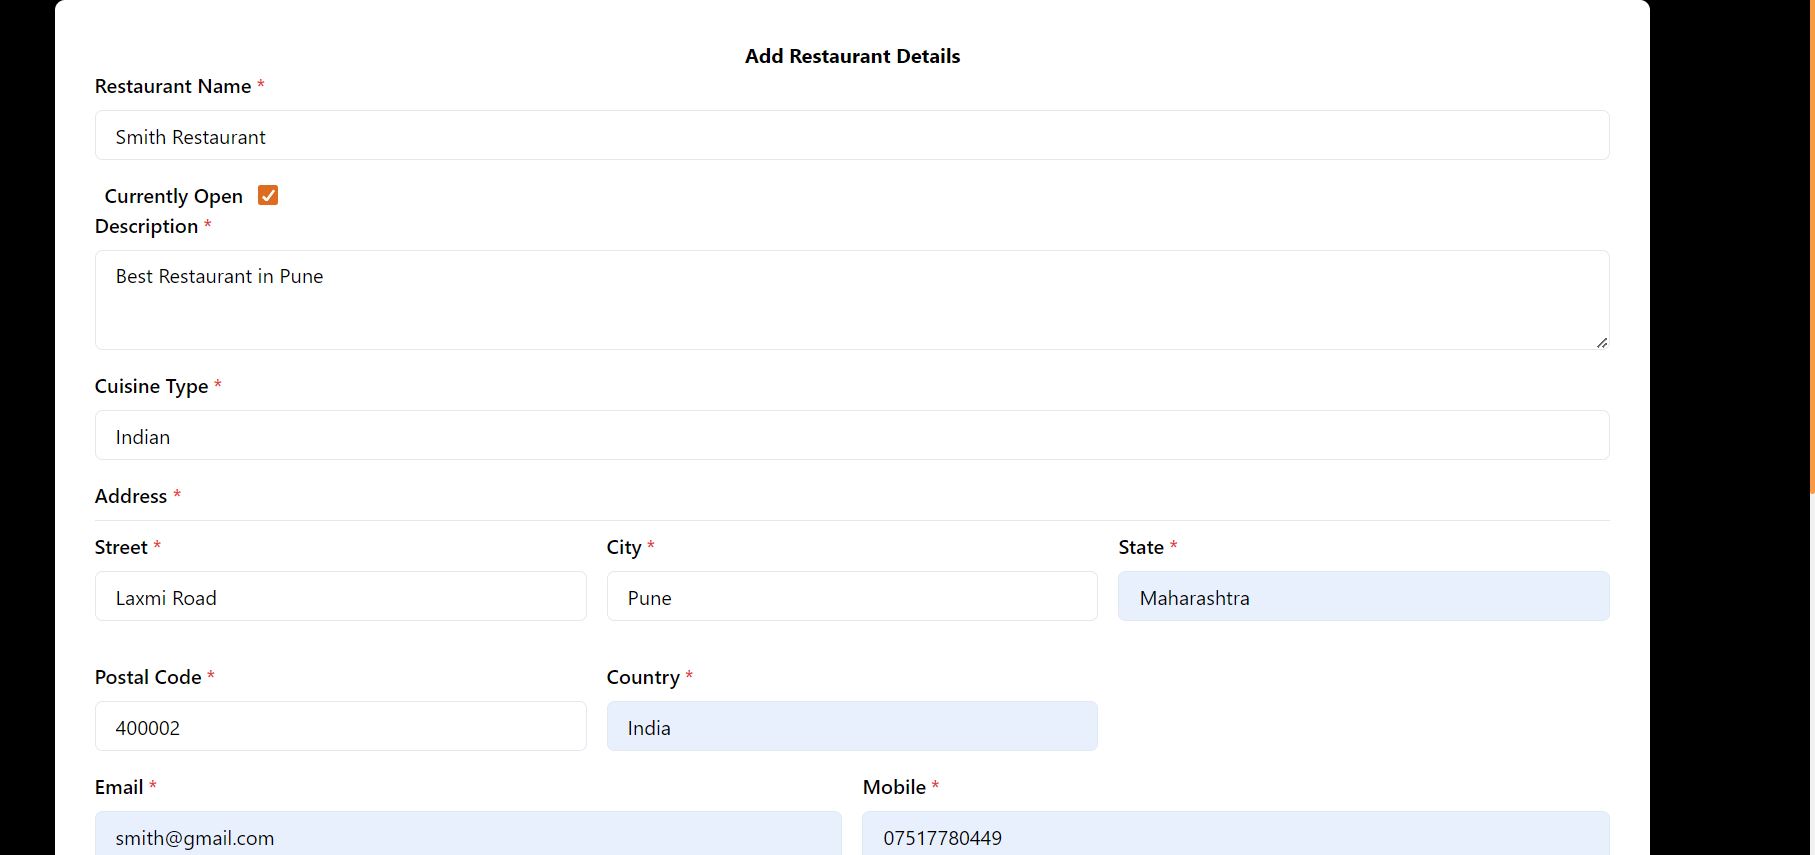 Add Restaurant Details
Restaurant Name *
Smith Restaurant
Currently Open
Description *
Best Restaurant in Pune
Cuisine Type *
Indian
Address *
Street * City * State *
Laxmi Road Pune Maharashtra
Postal Code * Country *
400002 India
Email * Mobile *
smith@gmail.com 07517780449